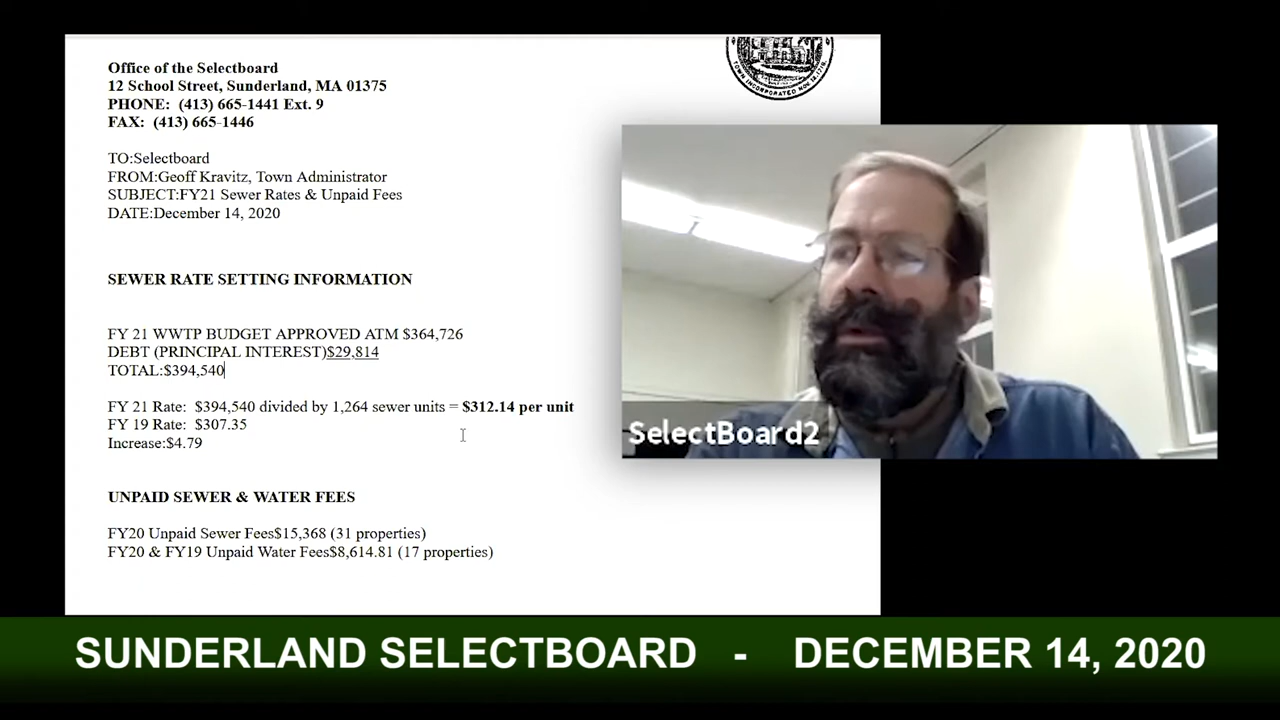 Office of the Selectboard
12 School Street, Sunderland, MA 01375
PHONE: (413) 665-1441 Ext. 9
FAX: (413) 665-1446
TO:Selectboard
FROM:Geoff Kravitz, Town Administrator
SUBJECT:FY21 Sewer Rates & Unpaid Fees
DATE:December 14, 2020
SEWER RATE SETTING INFORMATION
FY 21 WWTP BUDGET APPROVED ATM $364,726
DEBT (PRINCIPAL INTEREST)$29,814
TOTAL:$394,540
FY 21 Rate: $394,540 divided by 1,264 sewer units = $312.14 per unit
FY 19 Rate: $307.35
Increase:$4.79
UNPAID SEWER & WATER FEES
FY20 Unpaid Sewer Fees$15,368 (31 properties)
FY20 & FY19 Unpaid Water Fees$8,614.81 (17 properties)
TOWN INCORPORATED NOV.
SelectBoard2
SUNDERLAND SELECTBOARD - DECEMBER 14, 2020